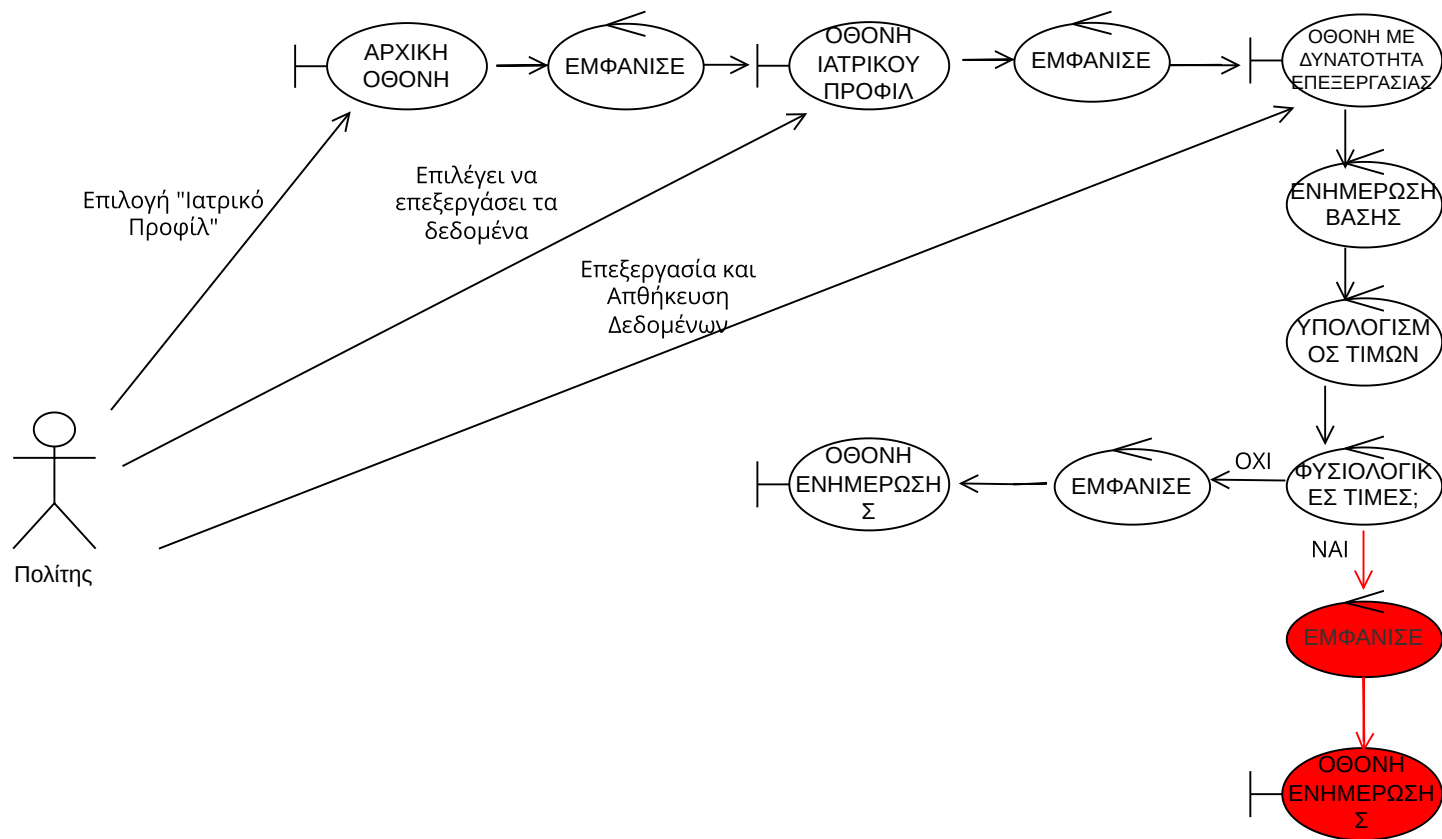 ΑΡΧΙΚΗ
ΟΘΟΝΗ
ΕΜΦΑΝΙΣΕ
ΟΘΟΝΗ
ΙΑΤΡΙΚΟΥ
ΠΡΟΦΙΛ
ΕΜΦΑΝΙΣΕ
ΟΘΟΝΗ ΜΕ
ΔΥΝΑΤΟΤΗΤΑ
ΕΠΕΞΕΡΓΑΣΙΑΣ
Επιλογή "Ιατρικό
Προφίλ"
Επιλέγει να
επεξεργάσει τα
δεδομένα
Επεξεργασία και
Απθήκευση
Δεδομένων
ΕΝΗΜΕΡΩΣΗ
ΒΑΣΗΣ
ΥΠΟΛΟΓΙΣΜ
ΟΣ ΤΙΜΩΝ
ΦΥΣΙΟΛΟΓΙΚ
ΕΣ ΤΙΜΕΣ;
ΟΧΙ
ΕΜΦΑΝΙΣΕ
ΟΘΟΝΗ
ΕΝΗΜΕΡΩΣΗ
Σ
Πολίτης
ΝΑΙ
ΕΜΦΑΝΙΣΕ
ΟΘΟΝΗ
ΕΝΗΜΕΡΩΣΗ
Σ